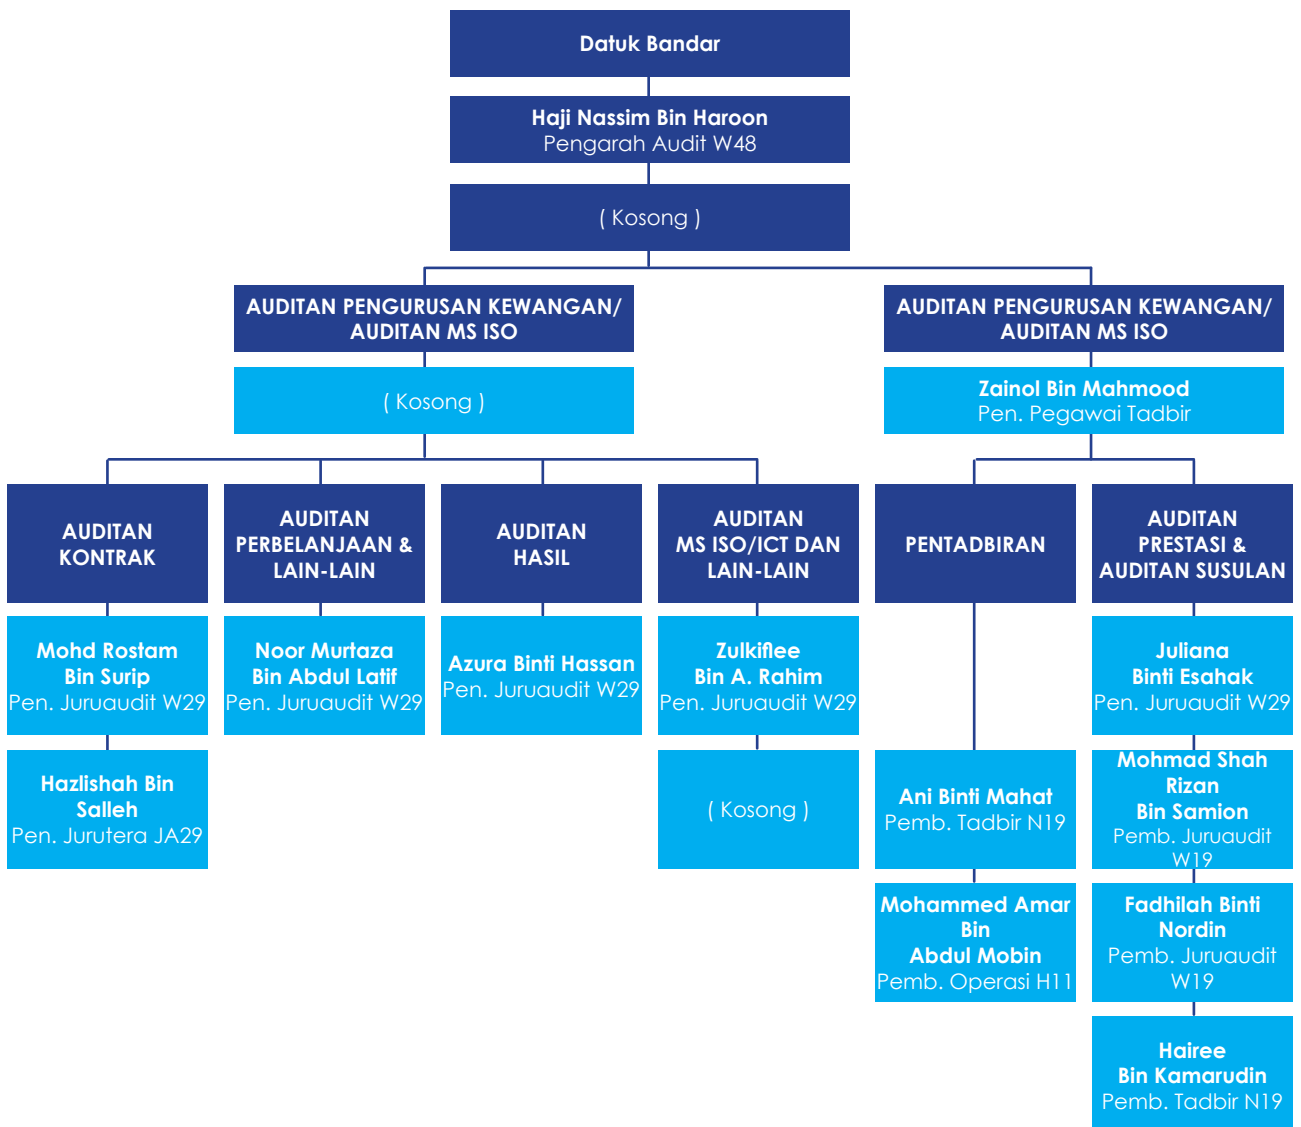 Datuk Bandar
Haji Nassim Bin Haroon
Pengarah Audit W48
( Kosong )
AUDITAN PENGURUSAN KEWANGAN/
AUDITAN MS ISO
( Kosong )
AUDITAN PENGURUSAN KEWANGAN/
AUDITAN MS ISO
Zainol Bin Mahmood
Pen. Pegawai Tadbir
AUDITAN
KONTRAK
Mohd Rostam
Bin Surip
Pen. Juruaudit W29
Hazlishah Bin
Salleh
Pen. Jurutera JA29
AUDITAN
PERBELANJAAN &
LAIN-LAIN
Noor Murtaza
Bin Abdul Latif
Pen. Juruaudit W29
AUDITAN
HASIL
Azura Binti Hassan
Pen. Juruaudit W29
AUDITAN
MS ISO/ICT DAN
LAIN-LAIN
Zulkiflee
Bin A. Rahim
Pen. Juruaudit W29
( Kosong )
PENTADBIRAN
Ani Binti Mahat
Pemb. Tadbir N19
Mohammed Amar
Bin
Abdul Mobin
Pemb. Operasi H11
AUDITAN
PRESTASI &
AUDITAN SUSULAN
Juliana
Binti Esahak
Pen. Juruaudit W29
Mohmad Shah
Rizan
Bin Samion
Pemb. Juruaudit
W19
Fadhilah Binti
Nordin
Pemb. Juruaudit
W19
Hairee
Bin Kamarudin
Pemb. Tadbir N19